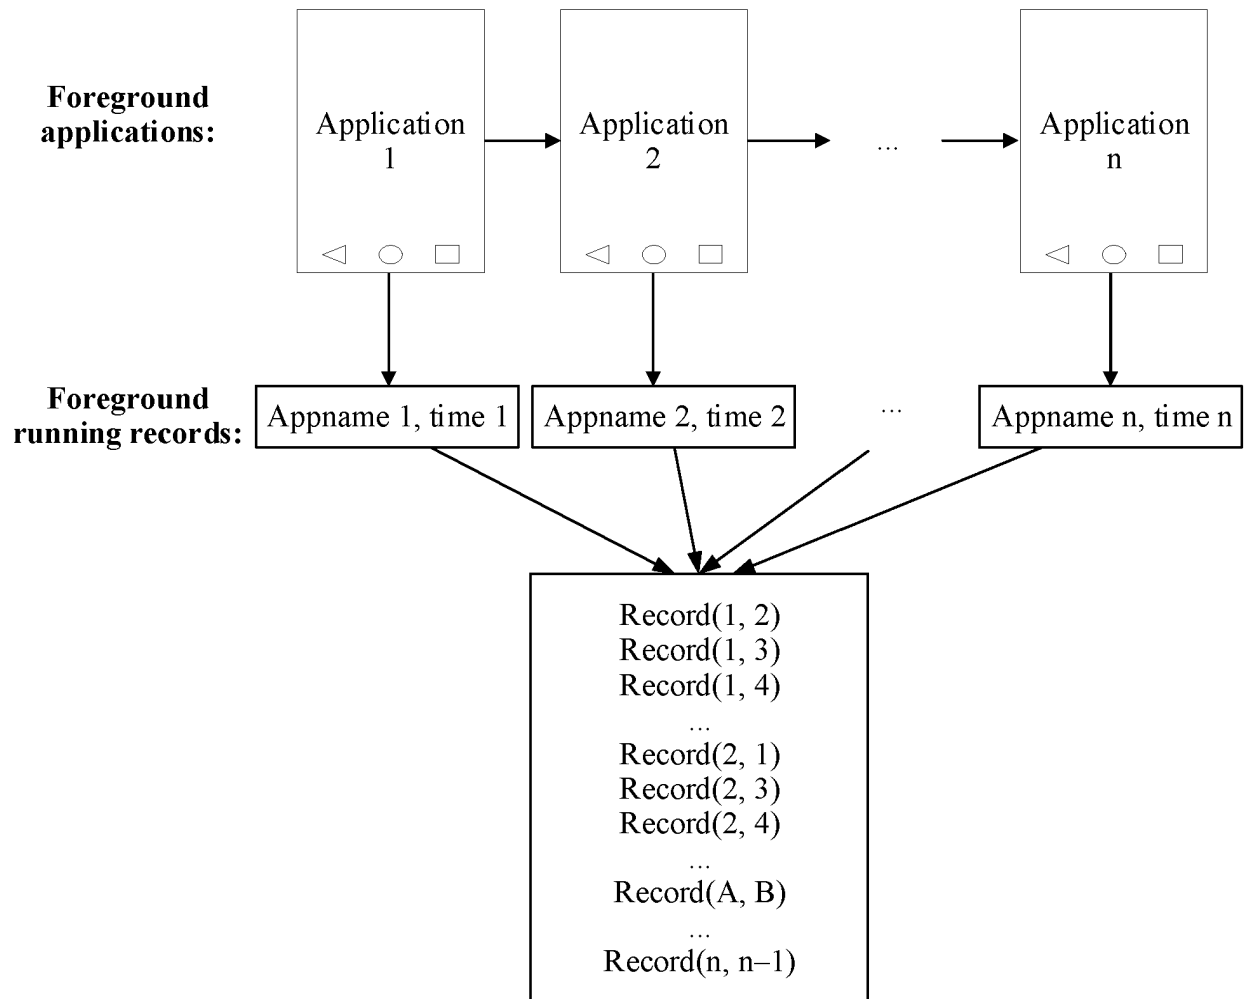 Foreground
applications:
Application
1
Application
2
...
Application
n
Foreground
running records:
Appname 1, time 1
Appname 2, time 2
...
Appname n, time n
Record(1, 2)
Record(1, 3)
Record(1, 4)
...
Record(2, 1)
Record(2, 3)
Record(2, 4)
...
Record(A, B)
...
Record(n, n–1)